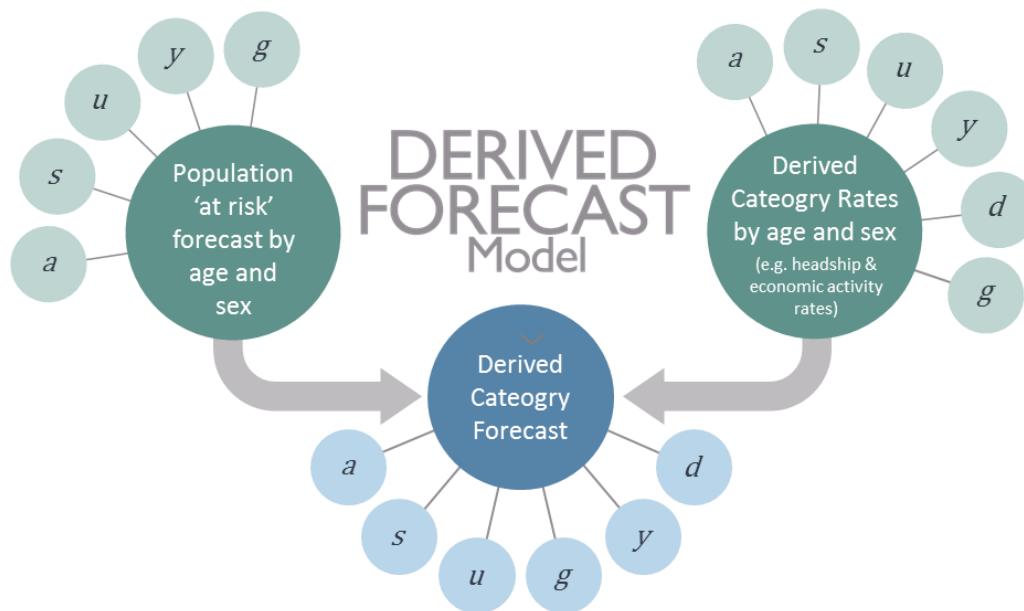 g
y
u
s
a
Population
‘at risk’
forecast by
age and
sex
DERIVED
FORECAST
Model
a
s
u
y
d
g
Derived
Cateogry Rates
by age and sex
(e.g. headship &
economic activity
rates)
Derived
Cateogry
Forecast
a
s
u
g
y
d